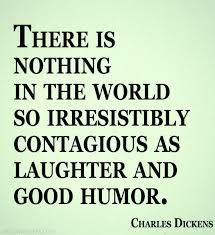 THERE IS
NOTHING
IN THE WORLD
SO IRRESISTIBLY
CONTAGIOUS AS
LAUGHTER AND
GOOD HUMOR.
CHARLES DICKENS